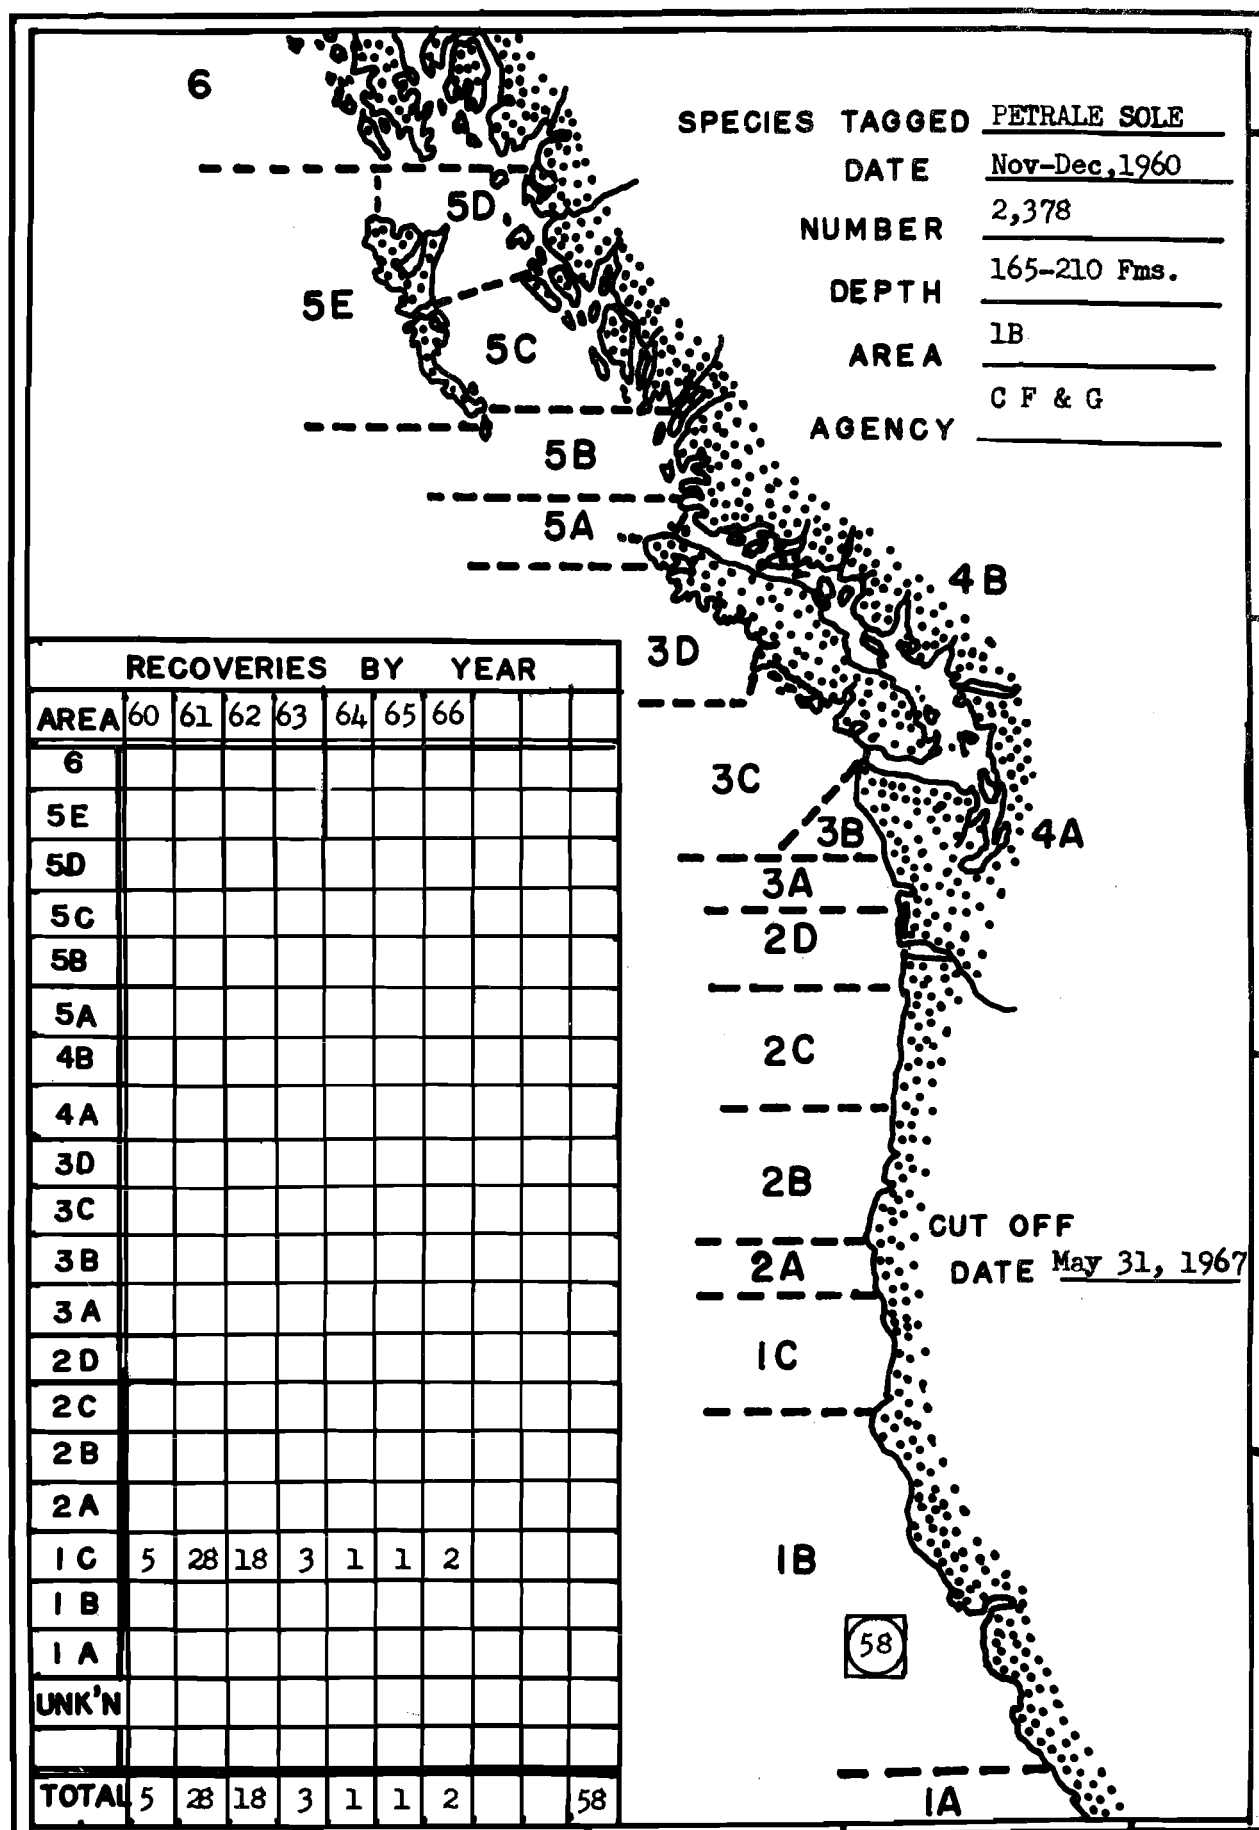 6
SPECIES TAGGED PETRALE SOLE
DATE Nov-Dec,1960
5D
NUMBER 2,378
5E
DEPTH 165-210 Fms.
5C
AREA 1B
AGENCY C F & G
5B
5A
4B
3D
3C
3B
4A
3A
2D
2C
2B
CUT OFF
DATE May 31, 1967
2A
1C
1B
58
1A
RECOVERIES BY YEAR
AREA 60 61 62 63 64 65 66
6
5E
5D
5C
5B
5A
4B
4A
3D
3C
3B
3A
2D
2C
2B
2A
1C 5 28 18 3 1 1 2
1B
1A
UNK'N
TOTAL 5 28 18 3 1 1 2 58